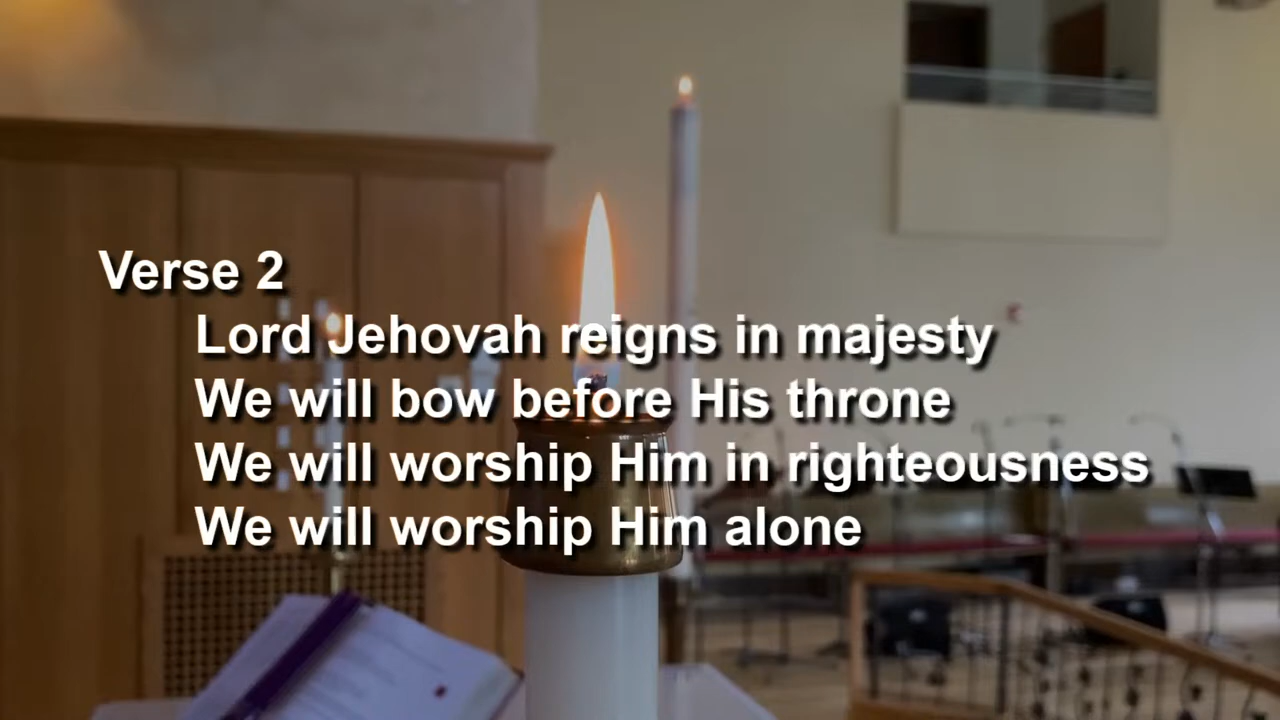 Verse 2
Lord Jehovah reigns in majesty
We will bow before His throne
We will worship Him in righteousness
We will worship Him alone